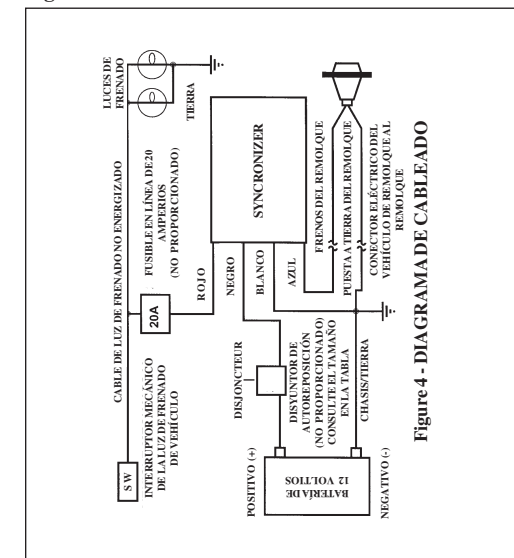 LUCES DE
FRENADO
TIERRA
CABLE DE LUZ DE FRENADO NO ENERGIZADO
FUSIBLE EN LÍNEA DE 20
AMPERIOS
(NO PROPORCIONADO)
20A
SW
INTERRUPTOR MECÁNICO
DE LA LUZ DE FRENADO
DE VEHÍCULO
SYNCRONIZER
ROJO
NEGRO
BLANCO
AZUL
FRENOS DEL REMOLQUE
PUESTA A TIERRA DEL REMOLQUE
CONECTOR ELÉCTRICO DEL
VEHÍCULO DE REMOLQUE AL
REMOLQUE
DISJONCTEUR
DISYUNTOR DE
AUTOREPOSICIÓN
(NO PROPORCIONADO)
CONSULTE EL TAMAÑO
EN LA TABLA
CHASIS/TIERRA
POSITIVO (+)
BATERÍA DE
12 VOLTIOS
NEGATIVO (-)
Figure 4 - DIAGRAMA DE CABLEADO